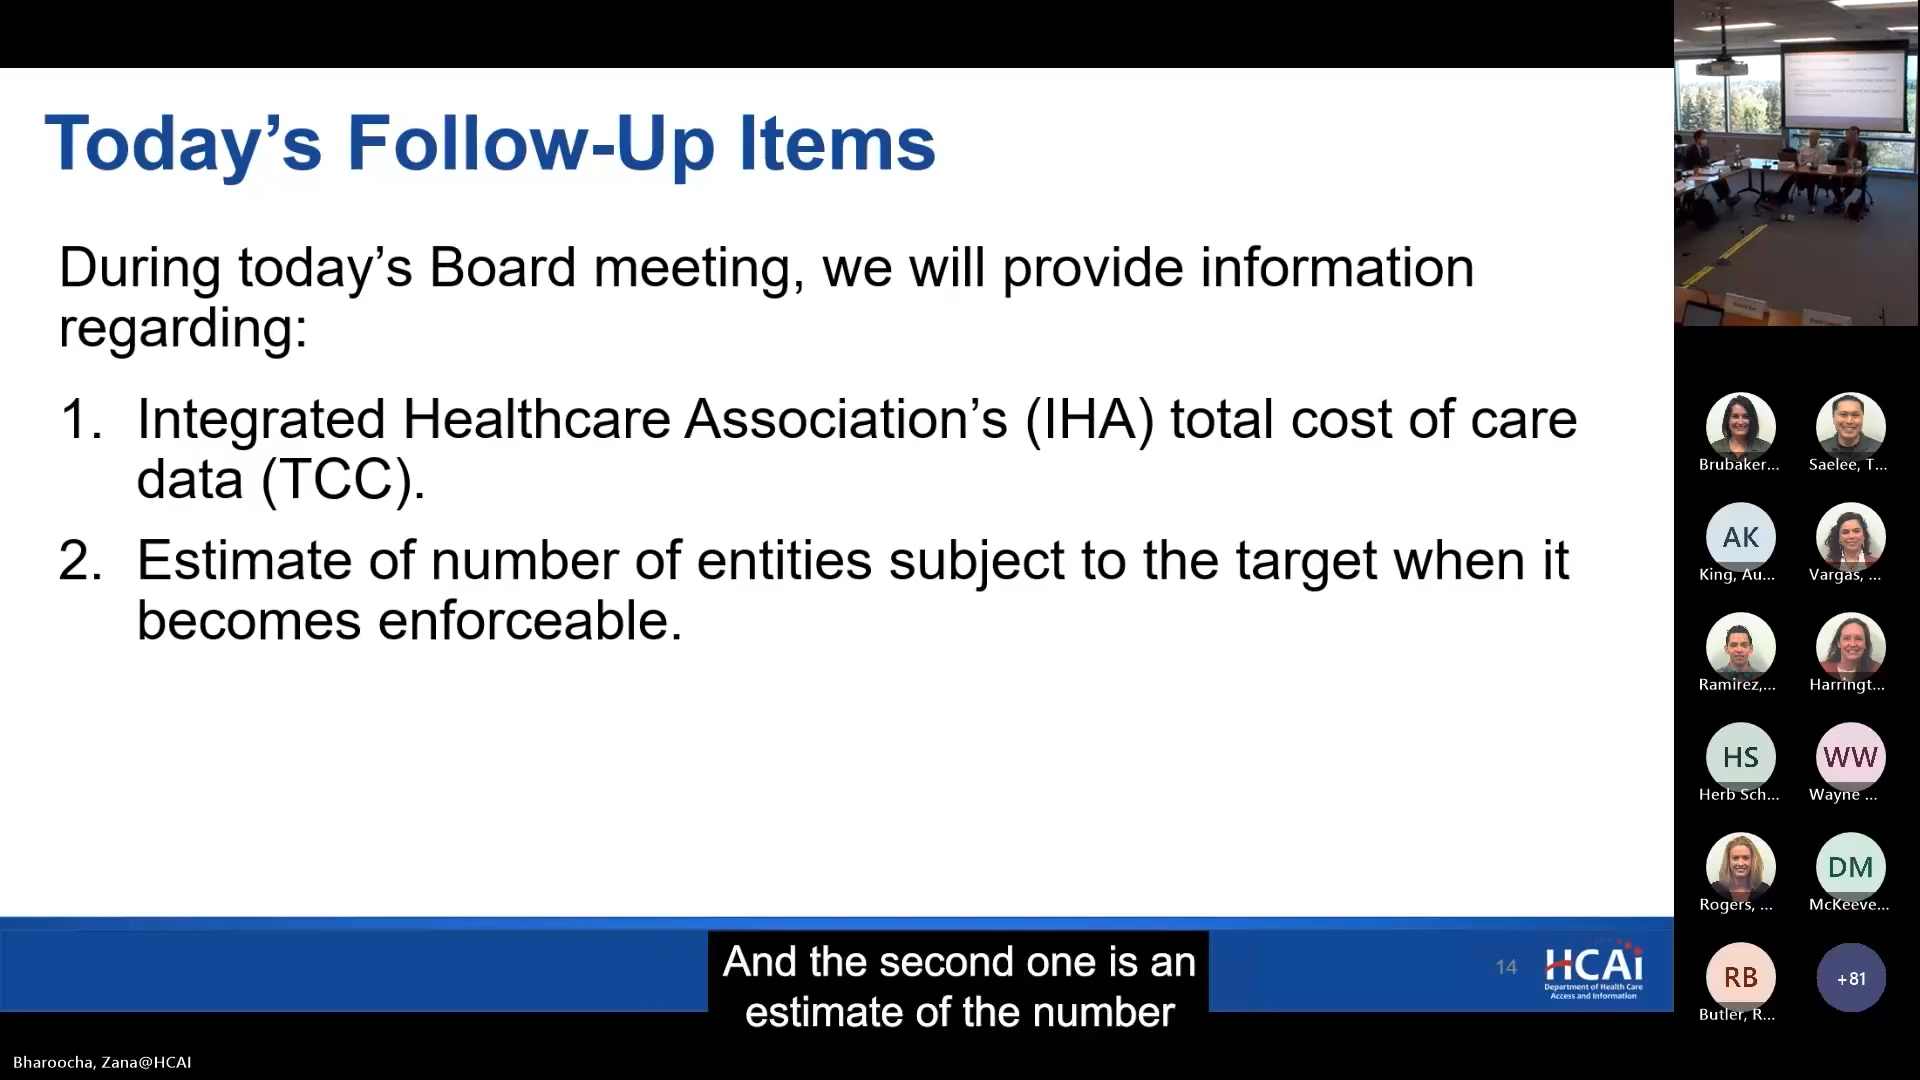 Today’s Follow-Up Items
During today’s Board meeting, we will provide information
regarding:
1. Integrated Healthcare Association’s (IHA) total cost of care
data (TCC).
2. Estimate of number of entities subject to the target when it
becomes enforceable.
And the second one is an
estimate of the number
14
HCAi
Department of Health Care
Access and Information
Bharoocha, Zana@HCAI
Brubaker...
Saelee, T...
AK
King, Au...
Vargas, ...
Ramirez,...
Harringt...
HS
Herb Sch...
WW
Wayne ...
Rogers, ...
DM
McKeeve...
RB
Butler, R...
+81